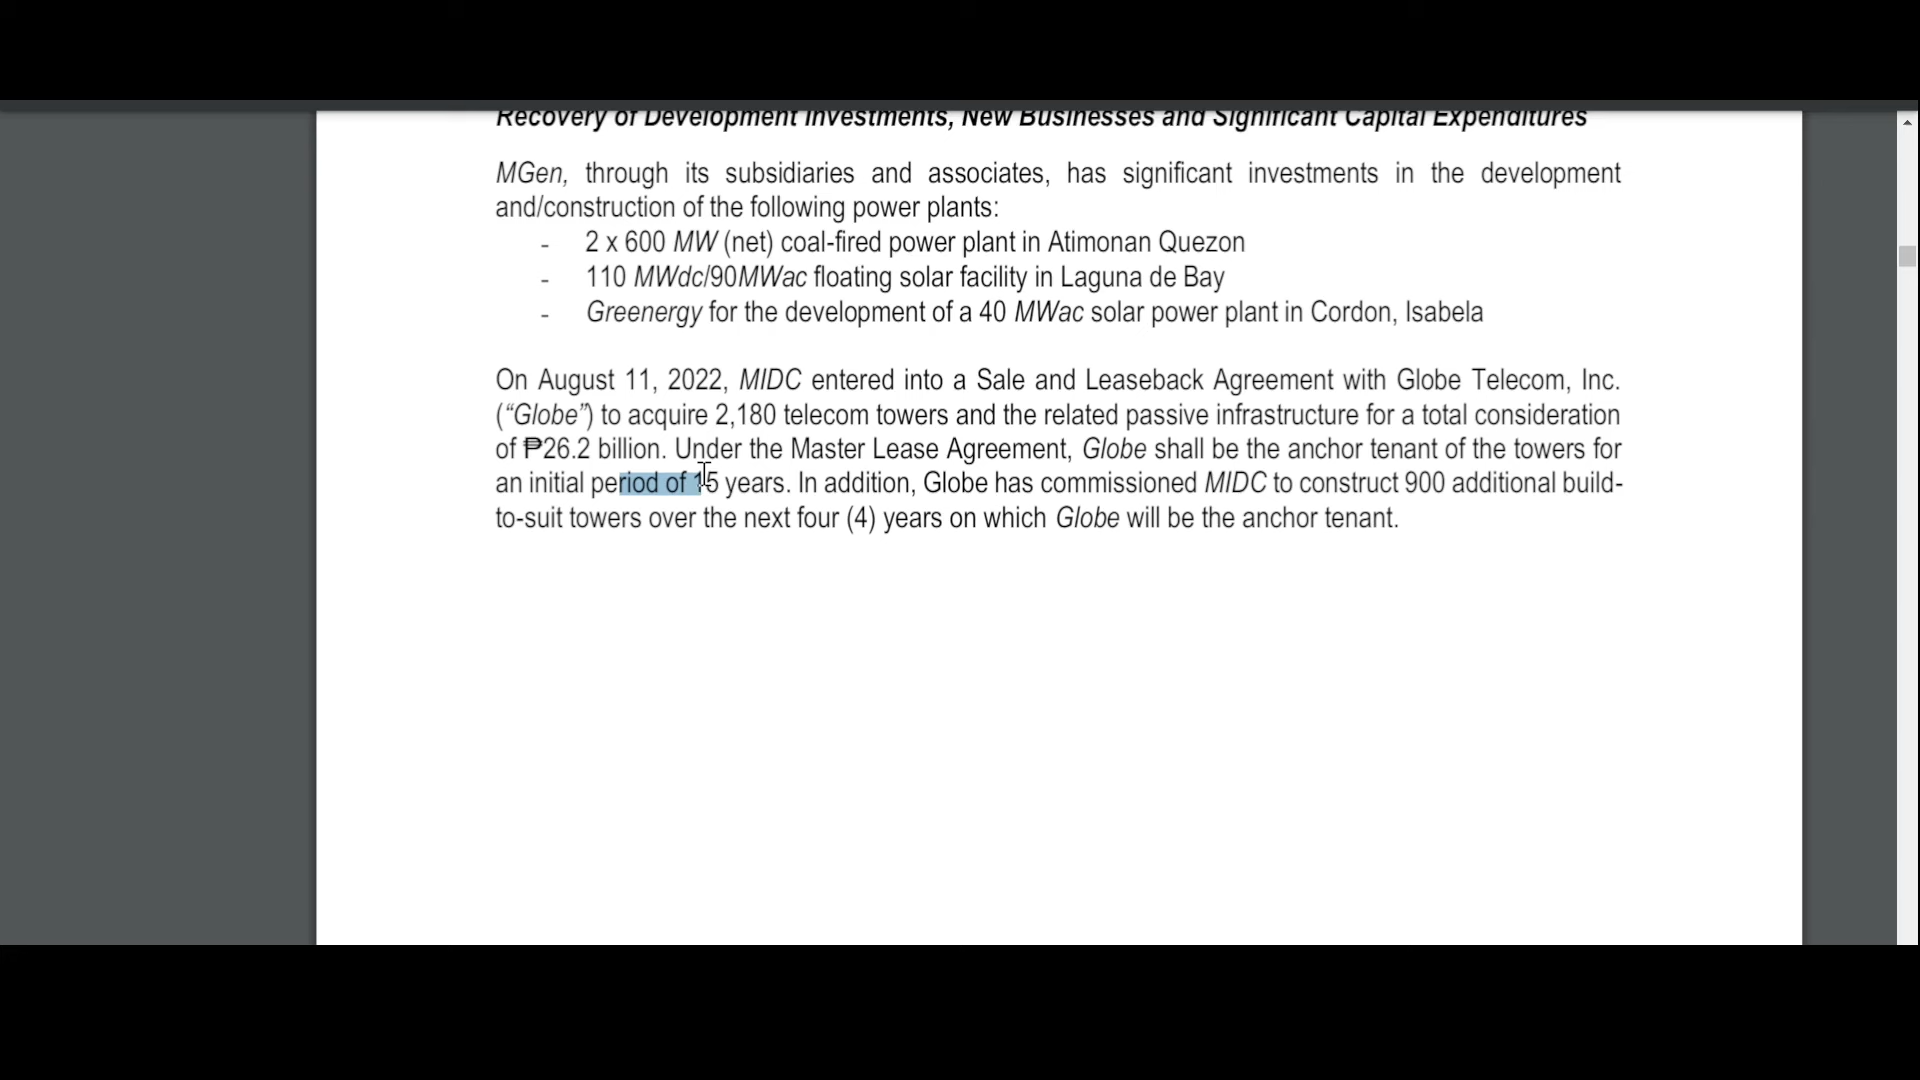 Recovery of Development Investments, New Businesses and Significant Capital Expenditures
MGen, through its subsidiaries and associates, has significant investments in the development
and/construction of the following power plants:
- 2 x 600 MW (net) coal-fired power plant in Atimonan Quezon
- 110 MWdc/90MWac floating solar facility in Laguna de Bay
- Greenergy for the development of a 40 MWac solar power plant in Cordon, Isabela
On August 11, 2022, MIDC entered into a Sale and Leaseback Agreement with Globe Telecom, Inc.
(“Globe”) to acquire 2,180 telecom towers and the related passive infrastructure for a total consideration
of ₱26.2 billion. Under the Master Lease Agreement, Globe shall be the anchor tenant of the towers for
an initial period of 15 years. In addition, Globe has commissioned MIDC to construct 900 additional build-
to-suit towers over the next four (4) years on which Globe will be the anchor tenant.